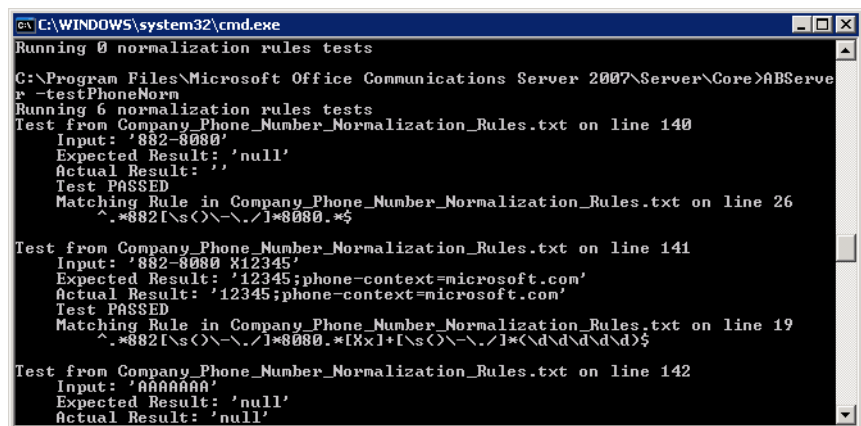 C:\WINDOWS\system32\cmd.exe
Running 0 normalization rules tests
C:\Program Files\Microsoft Office Communications Server 2007\Server\Core>ABServe
r -testPhoneNorm
Running 6 normalization rules tests
Test from Company_Phone_Number_Normalization_Rules.txt on line 140
Input: '882-8080'
Expected Result: 'null'
Actual Result: ''
Test PASSED
Matching Rule in Company_Phone_Number_Normalization_Rules.txt on line 26
^.*882[\s()\-\./]*8080.*$
Test from Company_Phone_Number_Normalization_Rules.txt on line 141
Input: '882-8080 X12345'
Expected Result: '12345;phone-context=microsoft.com'
Actual Result: '12345;phone-context=microsoft.com'
Test PASSED
Matching Rule in Company_Phone_Number_Normalization_Rules.txt on line 19
^.*882[\s()\-\./]*8080.*[Xx]+[\s()\-\./]*(\d\d\d\d\d)$
Test from Company_Phone_Number_Normalization_Rules.txt on line 142
Input: 'AAAAAAA'
Expected Result: 'null'
Actual Result: 'null'